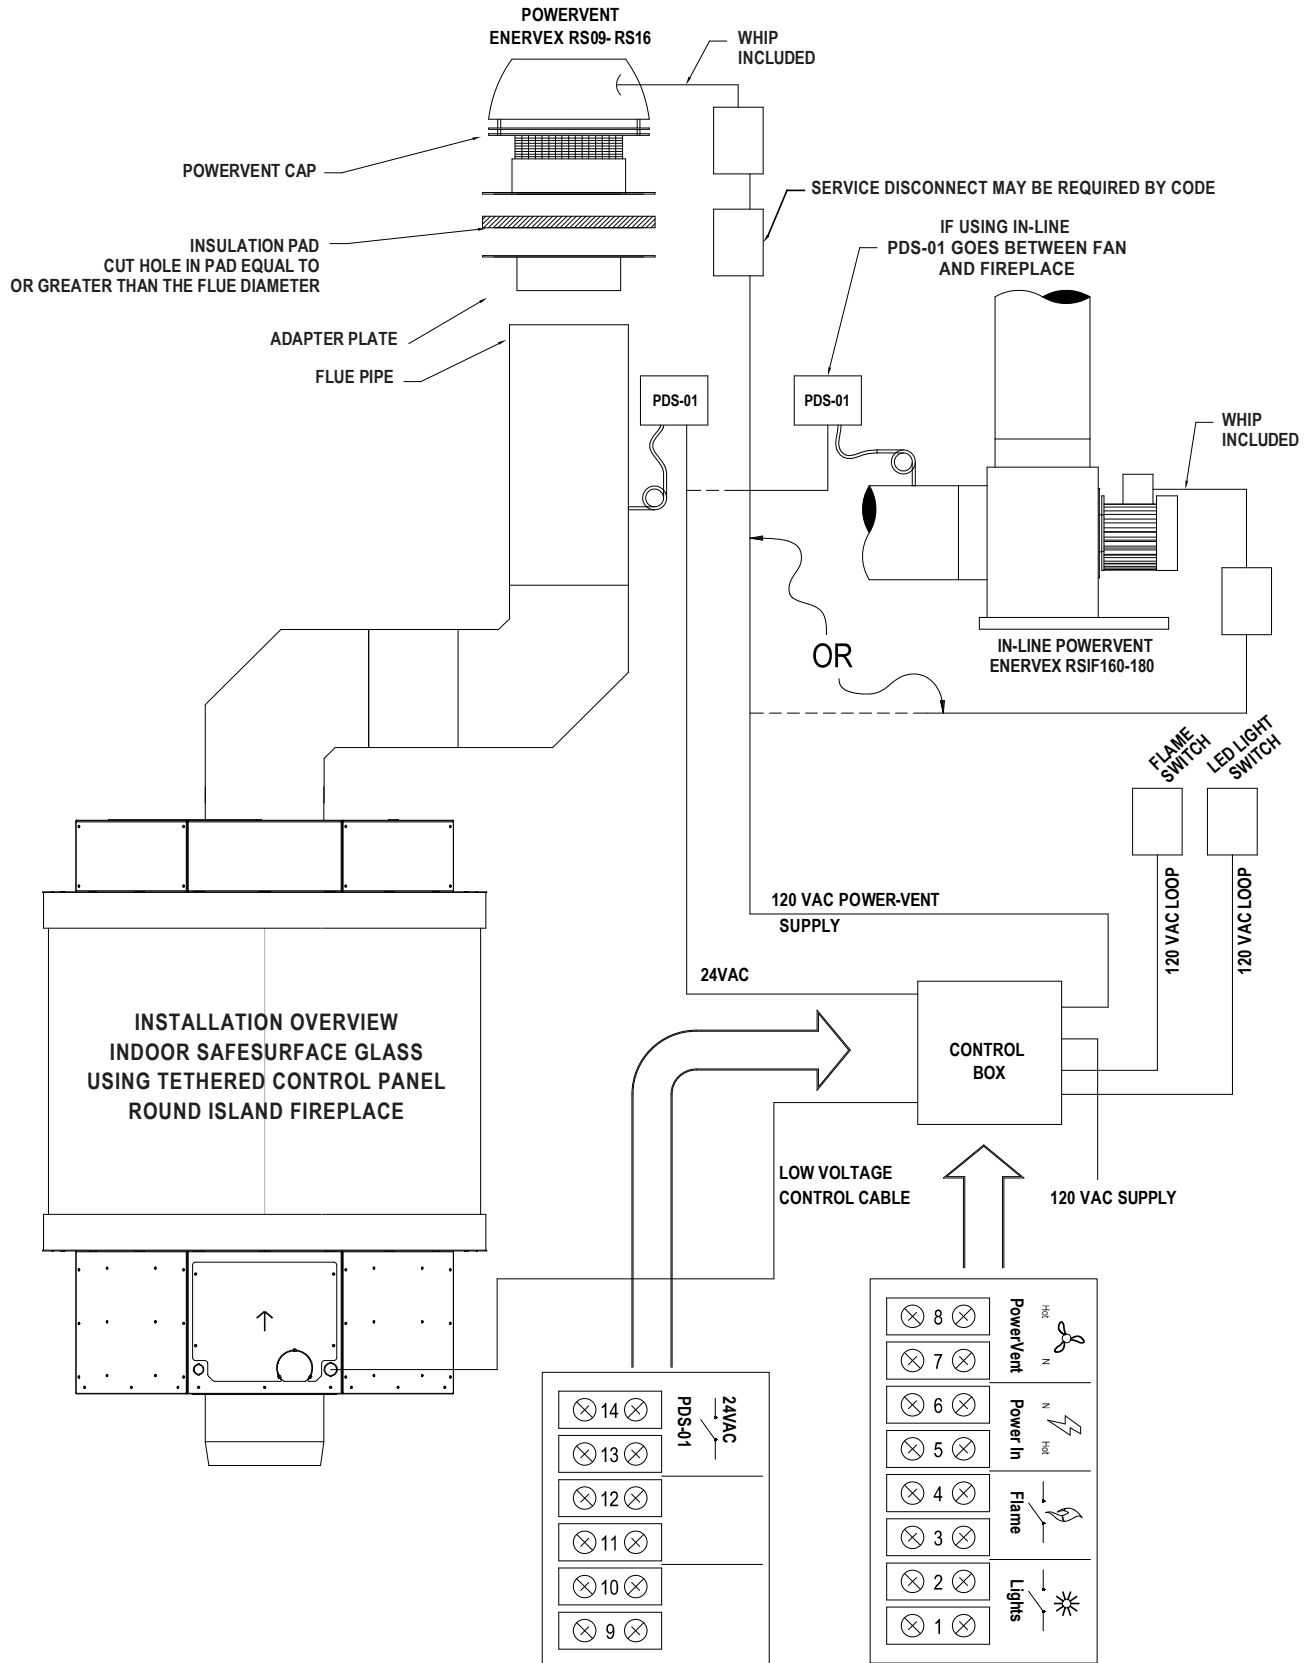 POWERVENT
ENERVEX RS09- RS16
WHIP
INCLUDED
POWERVENT CAP
SERVICE DISCONNECT MAY BE REQUIRED BY CODE
INSULATION PAD
CUT HOLE IN PAD EQUAL TO
OR GREATER THAN THE FLUE DIAMETER
IF USING IN-LINE
PDS-01 GOES BETWEEN FAN
AND FIREPLACE
ADAPTER PLATE
FLUE PIPE
PDS-01
PDS-01
WHIP
INCLUDED
OR
IN-LINE POWERVENT
ENERVEX RSIF160-180
FLAME
SWITCH
LED LIGHT
SWITCH
120 VAC LOOP
120 VAC LOOP
120 VAC POWER-VENT
SUPPLY
24VAC
INSTALLATION OVERVIEW
INDOOR SAFESURFACE GLASS
USING TETHERED CONTROL PANEL
ROUND ISLAND FIREPLACE
CONTROL
BOX
LOW VOLTAGE
CONTROL CABLE
120 VAC SUPPLY
14
13
12
11
10
9
24VAC
PDS-01
8
7
6
5
4
3
2
1
Hot
N
PowerVent
N
Hot
Power In
Flame
Lights